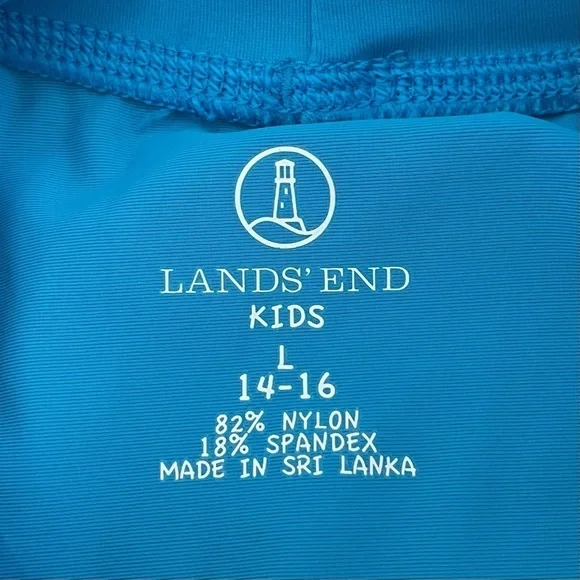 LANDS' END
KIDS
L
14-16
82% NYLON
18% SPANDEX
MADE IN SRI LANKA